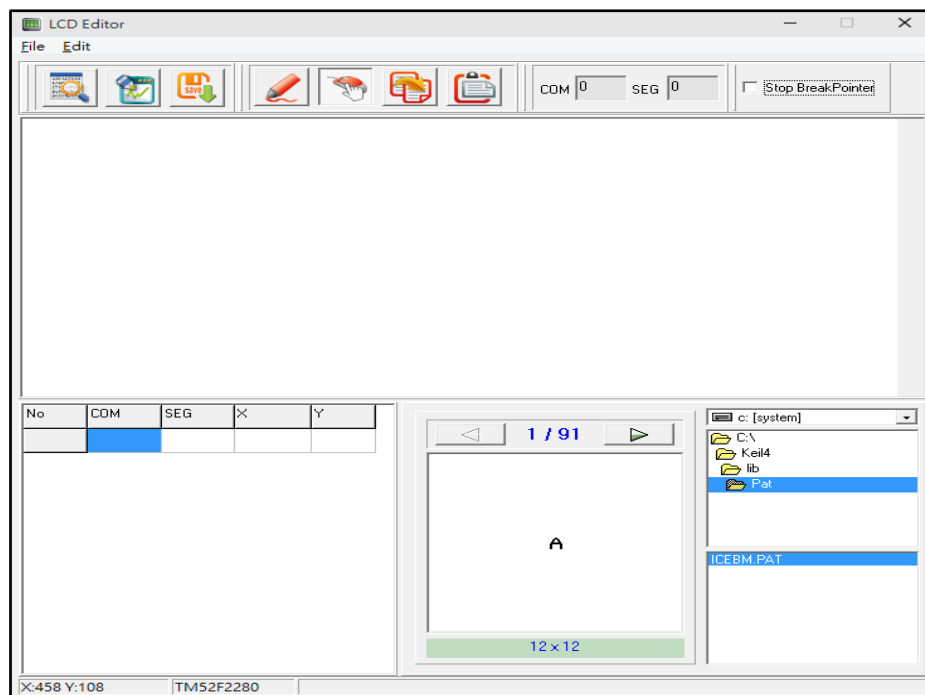 LCD Editor
File Edit
save
COM 0 SEG 0 Stop BreakPointer
No COM SEG X Y
1 / 91
A
12×12
c: [system]
C:\
Keil4
lib
Pat
ICEBM.PAT
X:458 Y:108 TM52F2280